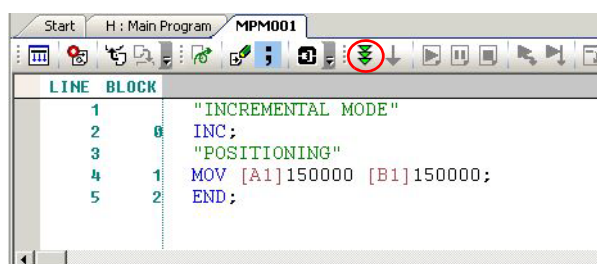 Start H : Main Program MPM001
LINE BLOCK
1 "INCREMENTAL MODE"
2 0 INC;
3 "POSITIONING"
4 1 MOV [A1]150000 [B1]150000;
5 2 END;